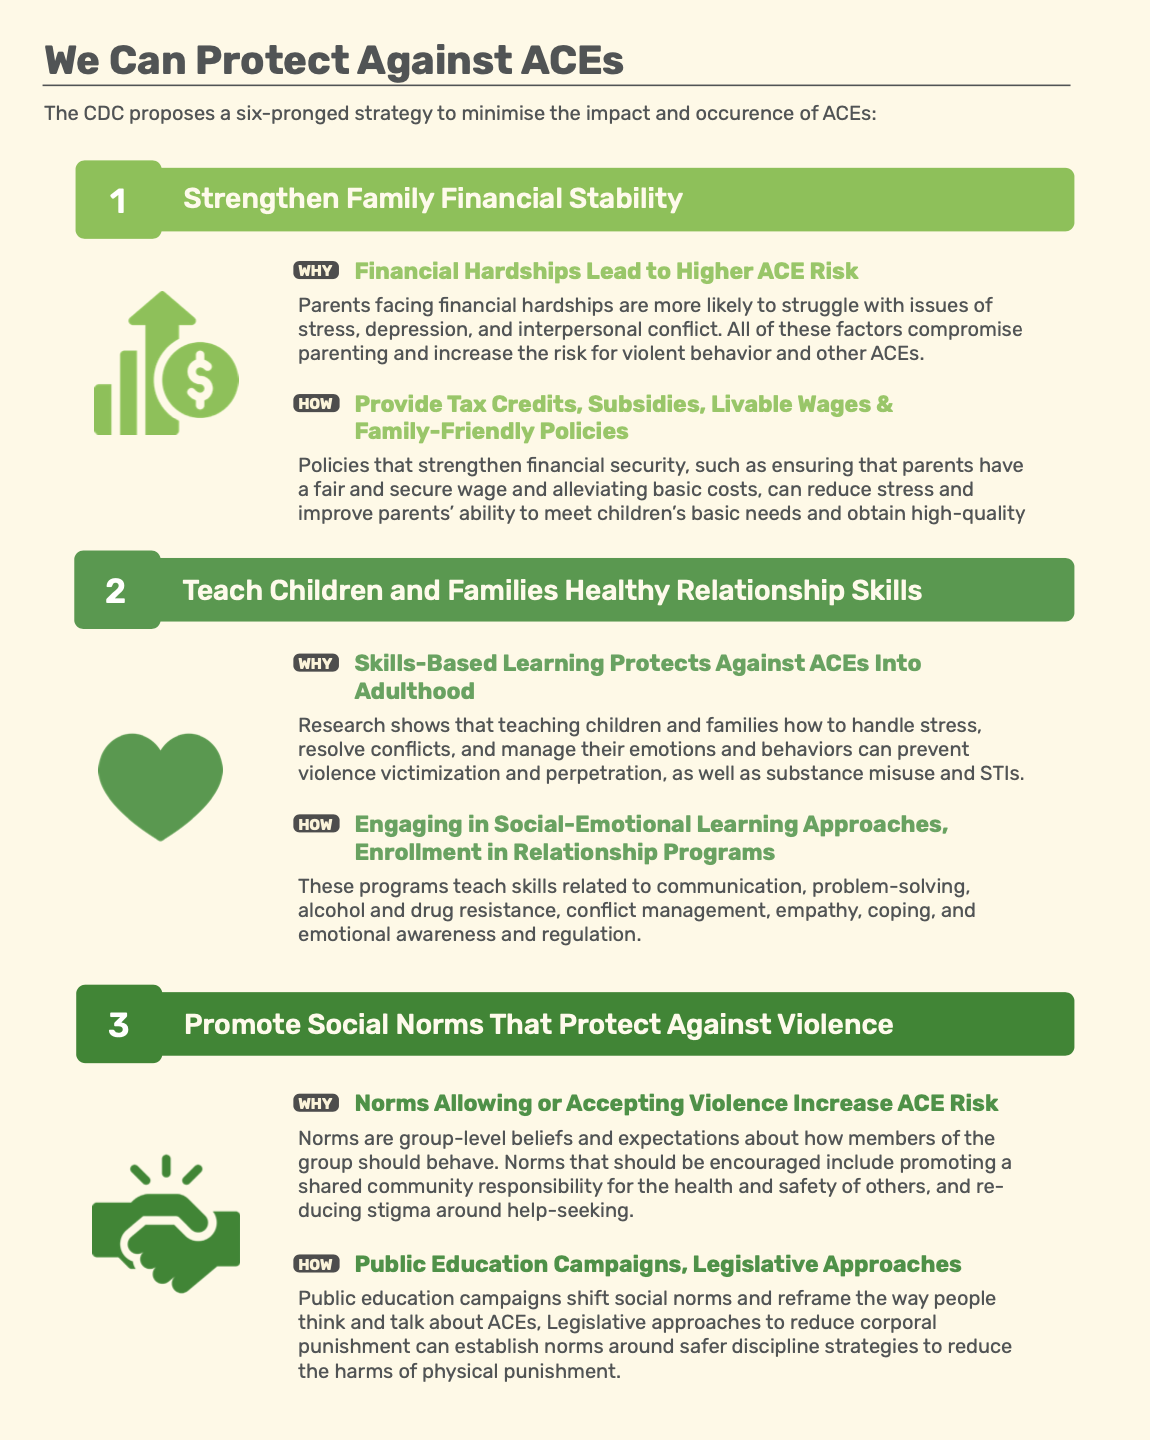 We Can Protect Against ACEs
The CDC proposes a six-pronged strategy to minimise the impact and occurence of ACEs:
1
Strengthen Family Financial Stability
WHY Financial Hardships Lead to Higher ACE Risk
Parents facing financial hardships are more likely to struggle with issues of
stress, depression, and interpersonal conflict. All of these factors compromise
parenting and increase the risk for violent behavior and other ACEs.
HOW Provide Tax Credits, Subsidies, Livable Wages &
Family-Friendly Policies
Policies that strengthen financial security, such as ensuring that parents have
a fair and secure wage and alleviating basic costs, can reduce stress and
improve parents’ ability to meet children’s basic needs and obtain high-quality
2
Teach Children and Families Healthy Relationship Skills
WHY Skills-Based Learning Protects Against ACEs Into
Adulthood
Research shows that teaching children and families how to handle stress,
resolve conflicts, and manage their emotions and behaviors can prevent
violence victimization and perpetration, as well as substance misuse and STIs.
HOW Engaging in Social-Emotional Learning Approaches,
Enrollment in Relationship Programs
These programs teach skills related to communication, problem-solving,
alcohol and drug resistance, conflict management, empathy, coping, and
emotional awareness and regulation.
3
Promote Social Norms That Protect Against Violence
WHY Norms Allowing or Accepting Violence Increase ACE Risk
Norms are group-level beliefs and expectations about how members of the
group should behave. Norms that should be encouraged include promoting a
shared community responsibility for the health and safety of others, and re-
ducing stigma around help-seeking.
HOW Public Education Campaigns, Legislative Approaches
Public education campaigns shift social norms and reframe the way people
think and talk about ACEs, Legislative approaches to reduce corporal
punishment can establish norms around safer discipline strategies to reduce
the harms of physical punishment.